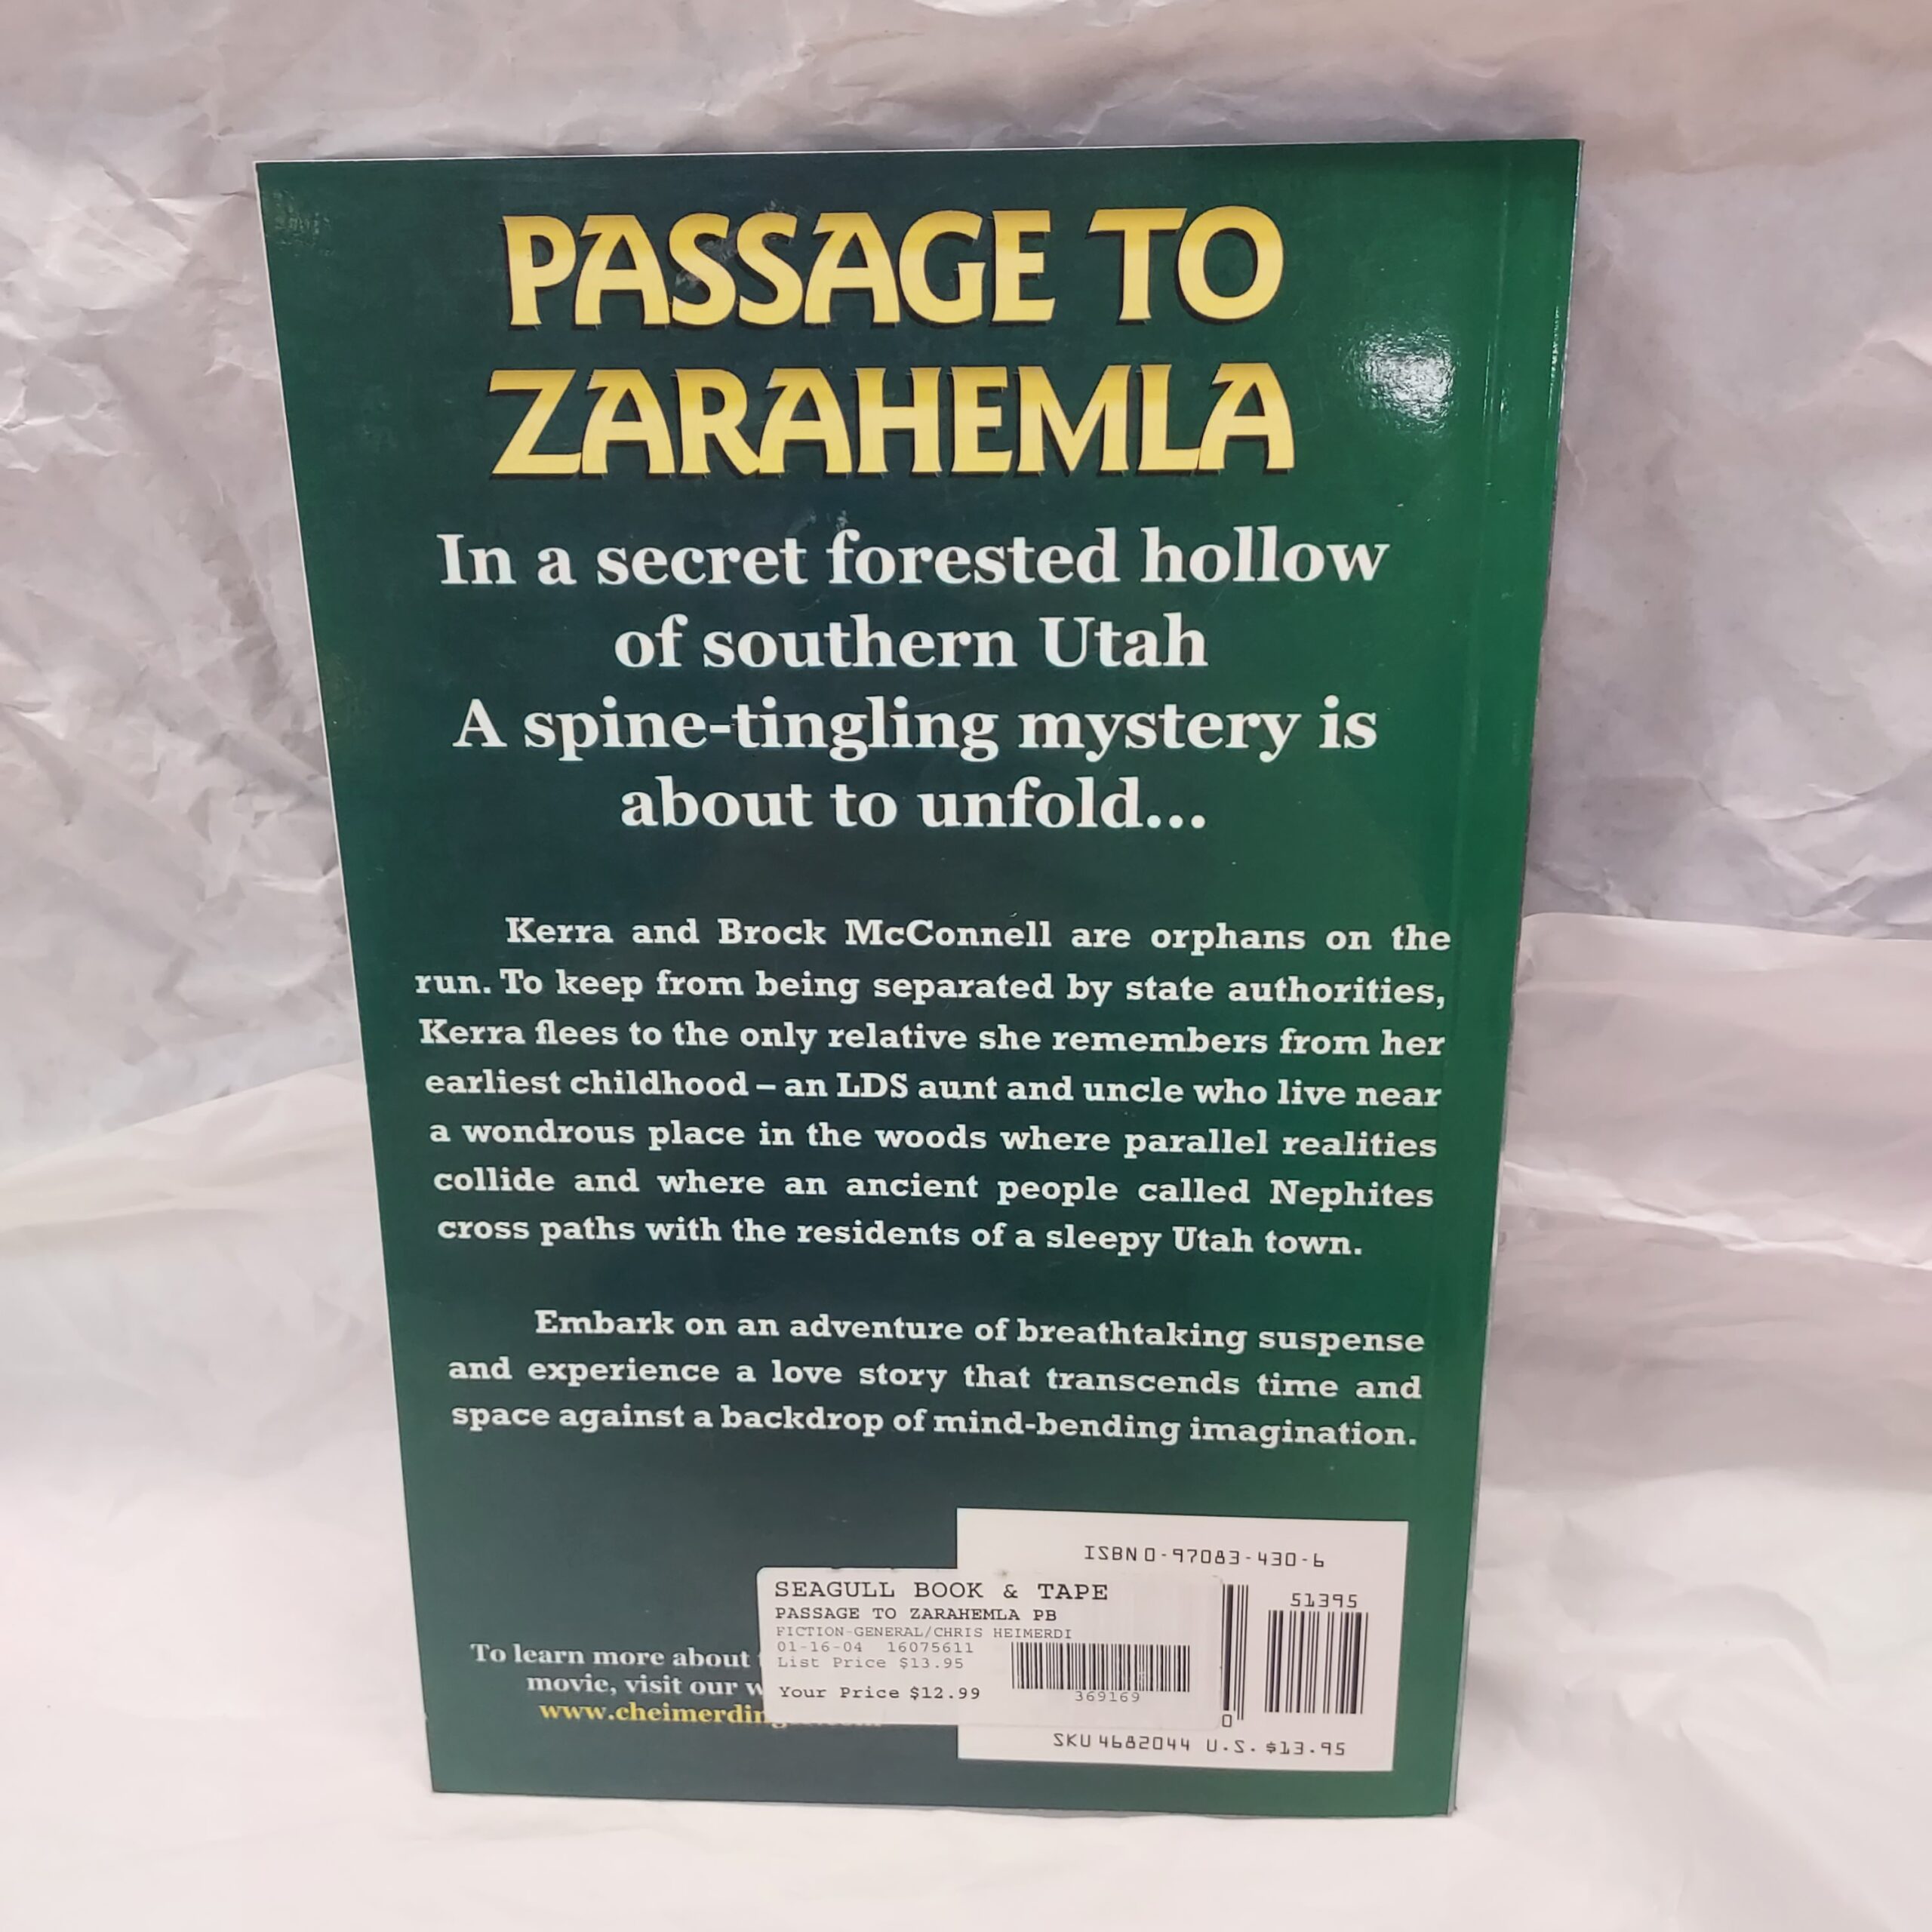 PASSAGE TO
ZARAHEMLA
In a secret forested hollow
of southern Utah
A spine-tingling mystery is
about to unfold...
Kerra and Brock McConnell are orphans on the
run. To keep from being separated by state authorities,
Kerra flees to the only relative she remembers from her
earliest childhood – an LDS aunt and uncle who live near
a wondrous place in the woods where parallel realities
collide and where an ancient people called Nephites
cross paths with the residents of a sleepy Utah town.
Embark on an adventure of breathtaking suspense
and experience a love story that transcends time and
space against a backdrop of mind-bending imagination.
To learn more about
movie, visit our
www.cheimerdin
SEAGULL BOOK & TAPE
PASSAGE TO ZARAHEMLA PB
FICTION-GENERAL/CHRIS HEIMERDI
01-16-04 16075611
List Price $13.95
Your Price $12.99
369169
ISBN 0-97083-430-6
51395
0
SKU 4682044 U.S. $13.95